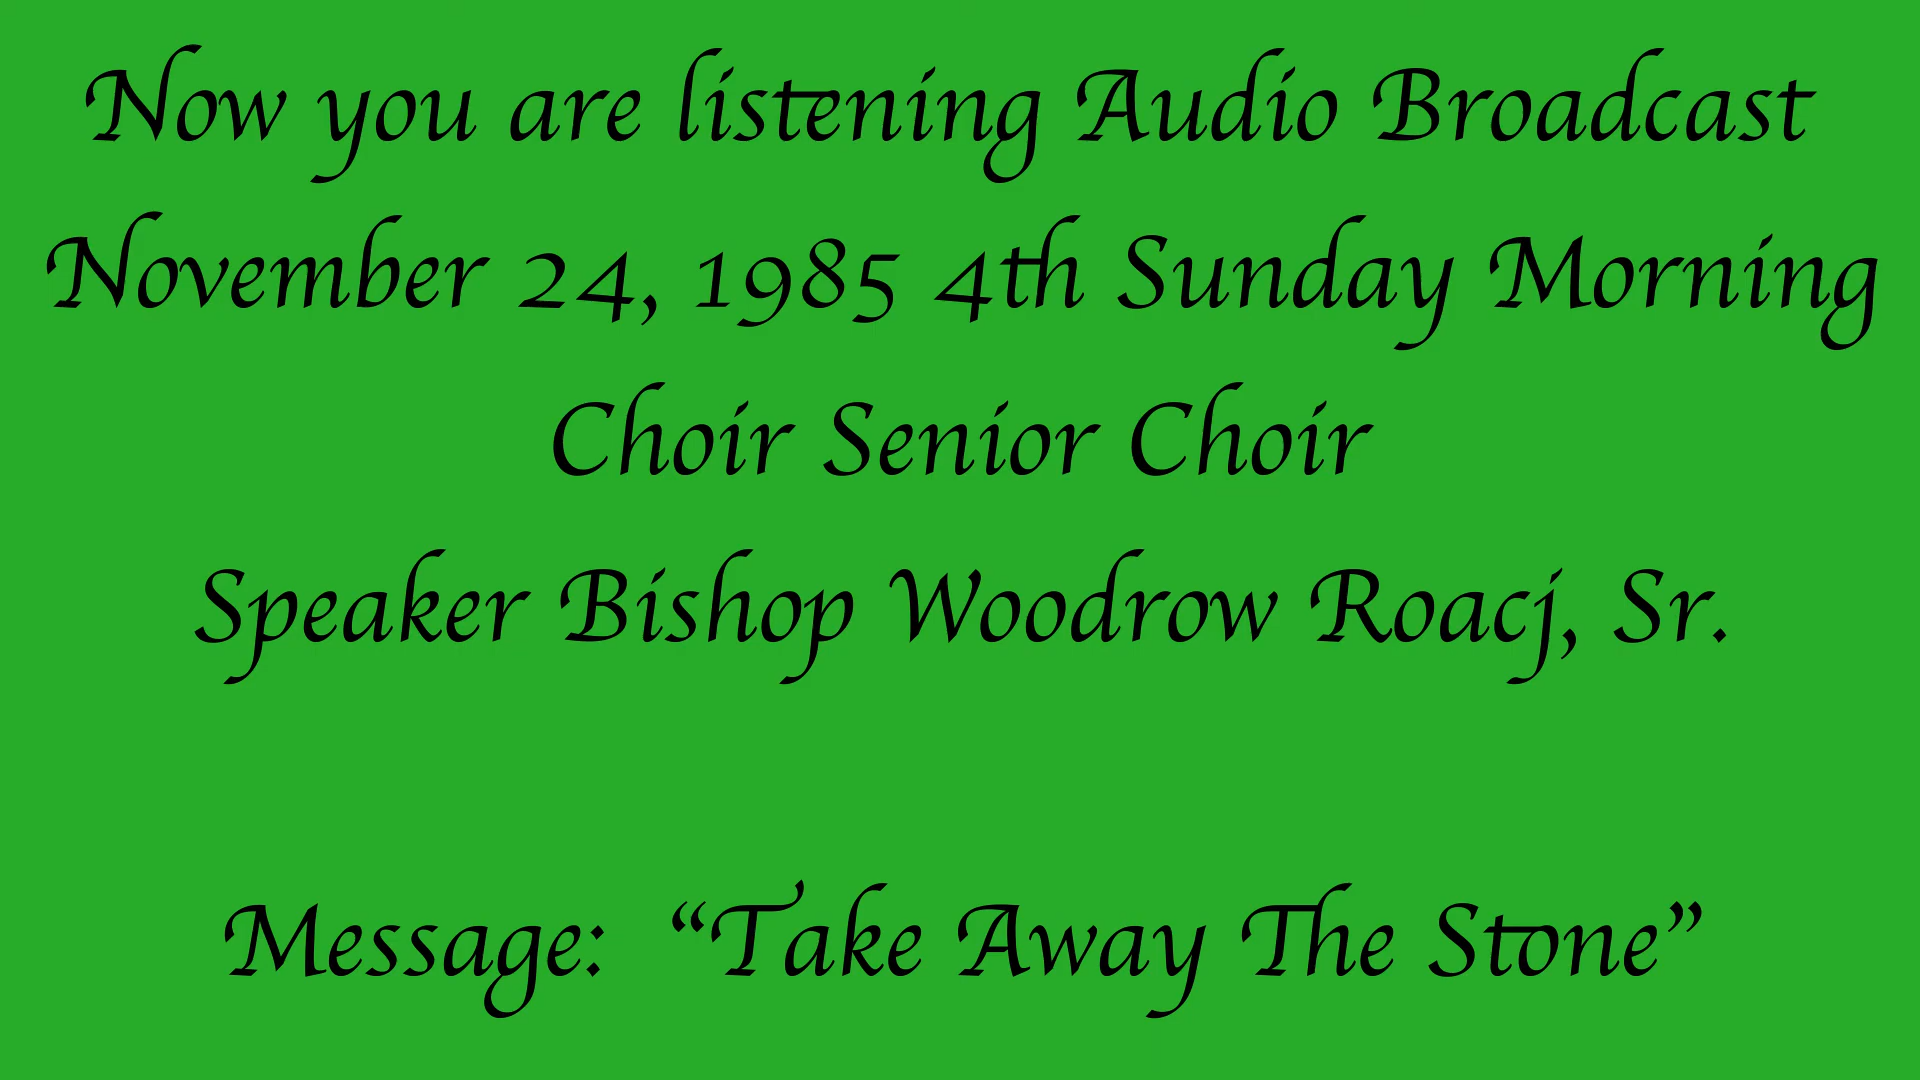 Now you are listening Audio Broadcast
November 24, 1985 4th Sunday Morning
Choir Senior Choir
Speaker Bishop Woodrow Roacj, Sr.
Message: “Take Away The Stone”